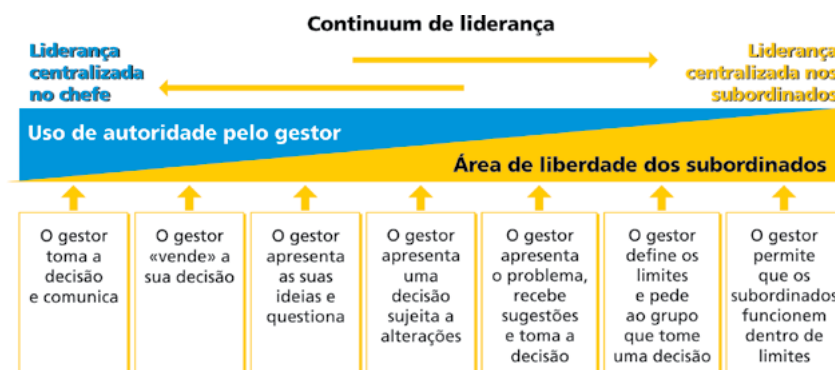 Continuum de liderança
Liderança
centralizada
no chefe
Liderança
centralizada nos
subordinados
Uso de autoridade pelo gestor
Área de liberdade dos subordinados
O gestor
toma a
decisão
e comunica
O gestor
«vende» a
sua decisão
O gestor
apresenta
as suas
ideias e
questiona
O gestor
apresenta
uma
decisão
sujeita a
alterações
O gestor
apresenta
o problema,
recebe
sugestões
e toma a
decisão
O gestor
define os
limites
e pede
ao grupo
que tome
uma decisão
O gestor
permite
que os
subordinados
funcionem
dentro de
limites